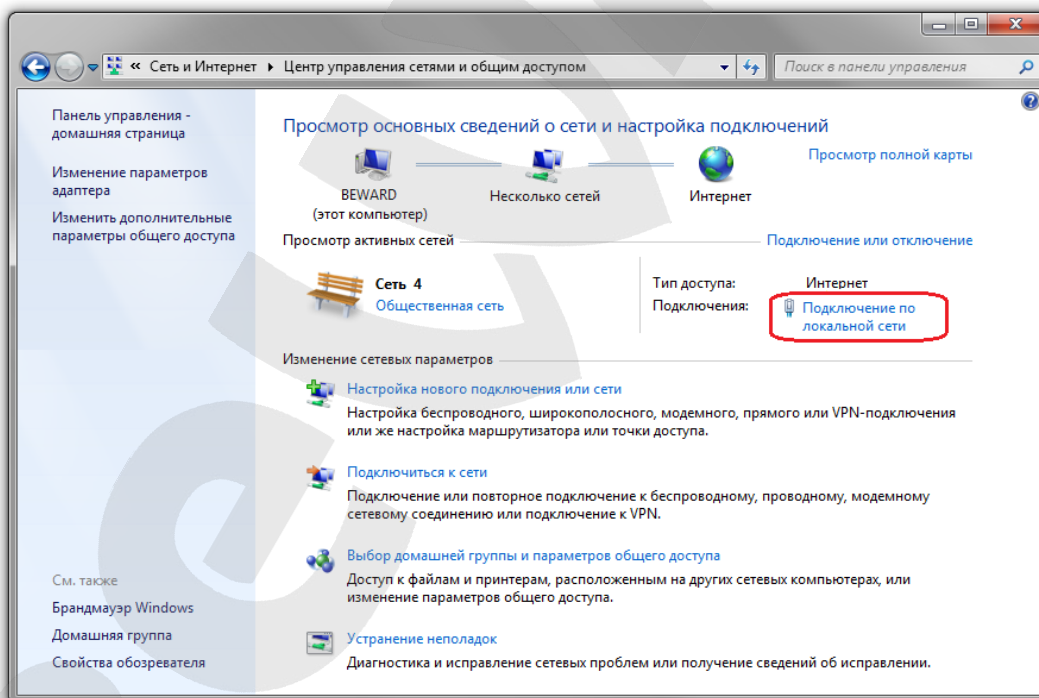 « Сеть и Интернет ▸ Центр управления сетями и общим доступом
Поиск в панели управления
Панель управления -
домашняя страница
Изменение параметров
адаптера
Изменить дополнительные
параметры общего доступа
Просмотр основных сведений о сети и настройка подключений
Просмотр полной карты
BEWARD
(этот компьютер)
Несколько сетей
Интернет
Просмотр активных сетей
Подключение или отключение
Сеть 4
Общественная сеть
Тип доступа: Интернет
Подключения: Подключение по
локальной сети
Изменение сетевых параметров
Настройка нового подключения или сети
Настройка беспроводного, широкополосного, модемного, прямого или VPN-подключения
или же настройка маршрутизатора или точки доступа.
Подключиться к сети
Подключение или повторное подключение к беспроводному, проводному, модемному
сетевому соединению или подключение к VPN.
Выбор домашней группы и параметров общего доступа
Доступ к файлам и принтерам, расположенным на других сетевых компьютерах, или
изменение параметров общего доступа.
Устранение неполадок
Диагностика и исправление сетевых проблем или получение сведений об исправлении.
См. также
Брандмауэр Windows
Домашняя группа
Свойства обозревателя